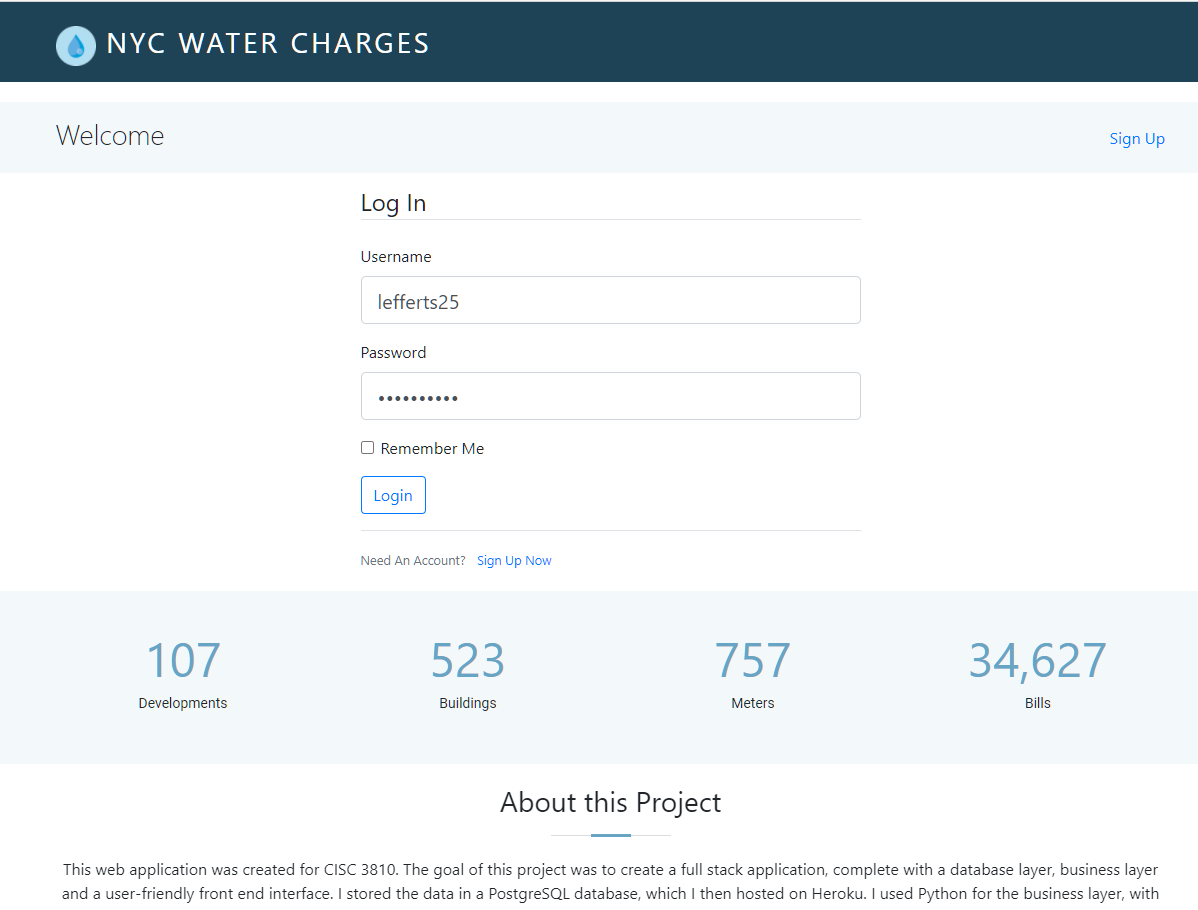 NYC WATER CHARGES
Welcome
Sign Up
Log In
Username
lefferts25
Password
••••••••••
Remember Me
Login
Need An Account? Sign Up Now
107 523 757 34,627
Developments Buildings Meters Bills
About this Project
This web application was created for CISC 3810. The goal of this project was to create a full stack application, complete with a database layer, business layer
and a user-friendly front end interface. I stored the data in a PostgreSQL database, which I then hosted on Heroku. I used Python for the business layer, with